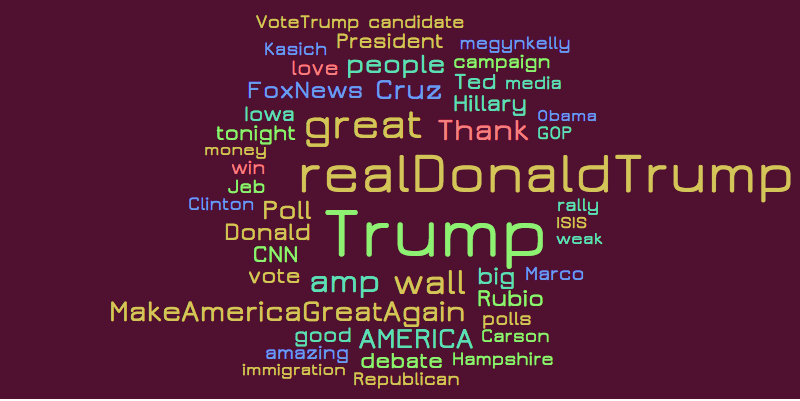 VoteTrump candidate
Kasich President megynkelly
love people campaign
FoxNews Cruz Ted media
Iowa great Hillary Obama
tonight Thank GOP
money
win realDonaldTrump
Jeb
Clinton Poll Trump rally
Donald ISIS
CNN weak
vote amp wall big Marco
MakeAmericaGreatAgain Rubio
polls
good AMERICA Carson
amazing debate Hampshire
immigration Republican